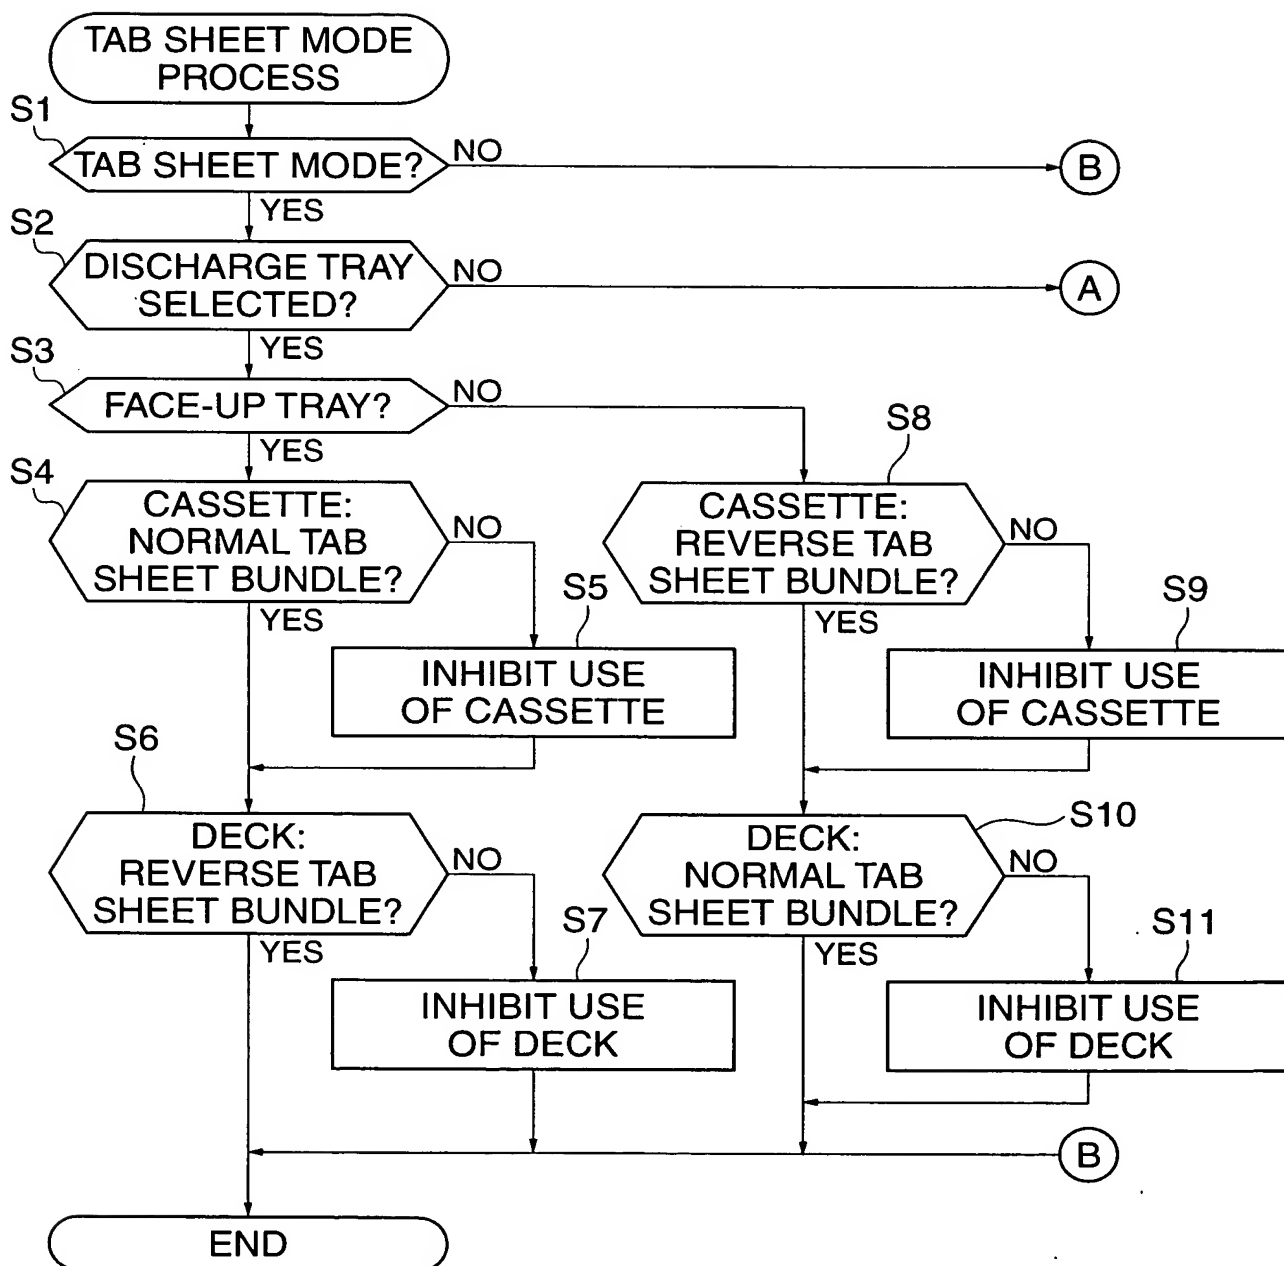 TAB SHEET MODE
PROCESS
S1
TAB SHEET MODE?
NO
B
YES
S2
DISCHARGE TRAY
SELECTED?
NO
A
YES
S3
FACE-UP TRAY?
NO
YES
S4
CASSETTE:
NORMAL TAB
SHEET BUNDLE?
NO
YES
S8
CASSETTE:
REVERSE TAB
SHEET BUNDLE?
NO
YES
S5
INHIBIT USE
OF CASSETTE
S9
INHIBIT USE
OF CASSETTE
S6
DECK:
REVERSE TAB
SHEET BUNDLE?
NO
YES
S10
DECK:
NORMAL TAB
SHEET BUNDLE?
NO
YES
S7
INHIBIT USE
OF DECK
S11
INHIBIT USE
OF DECK
B
END